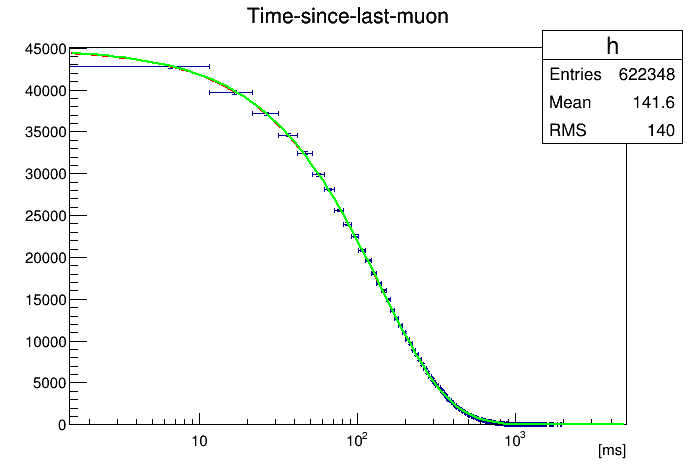 Time-since-last-muon
h
Entries 622348
Mean 141.6
RMS 140
45000
40000
35000
30000
25000
20000
15000
10000
5000
0
10
10²
10³
[ms]